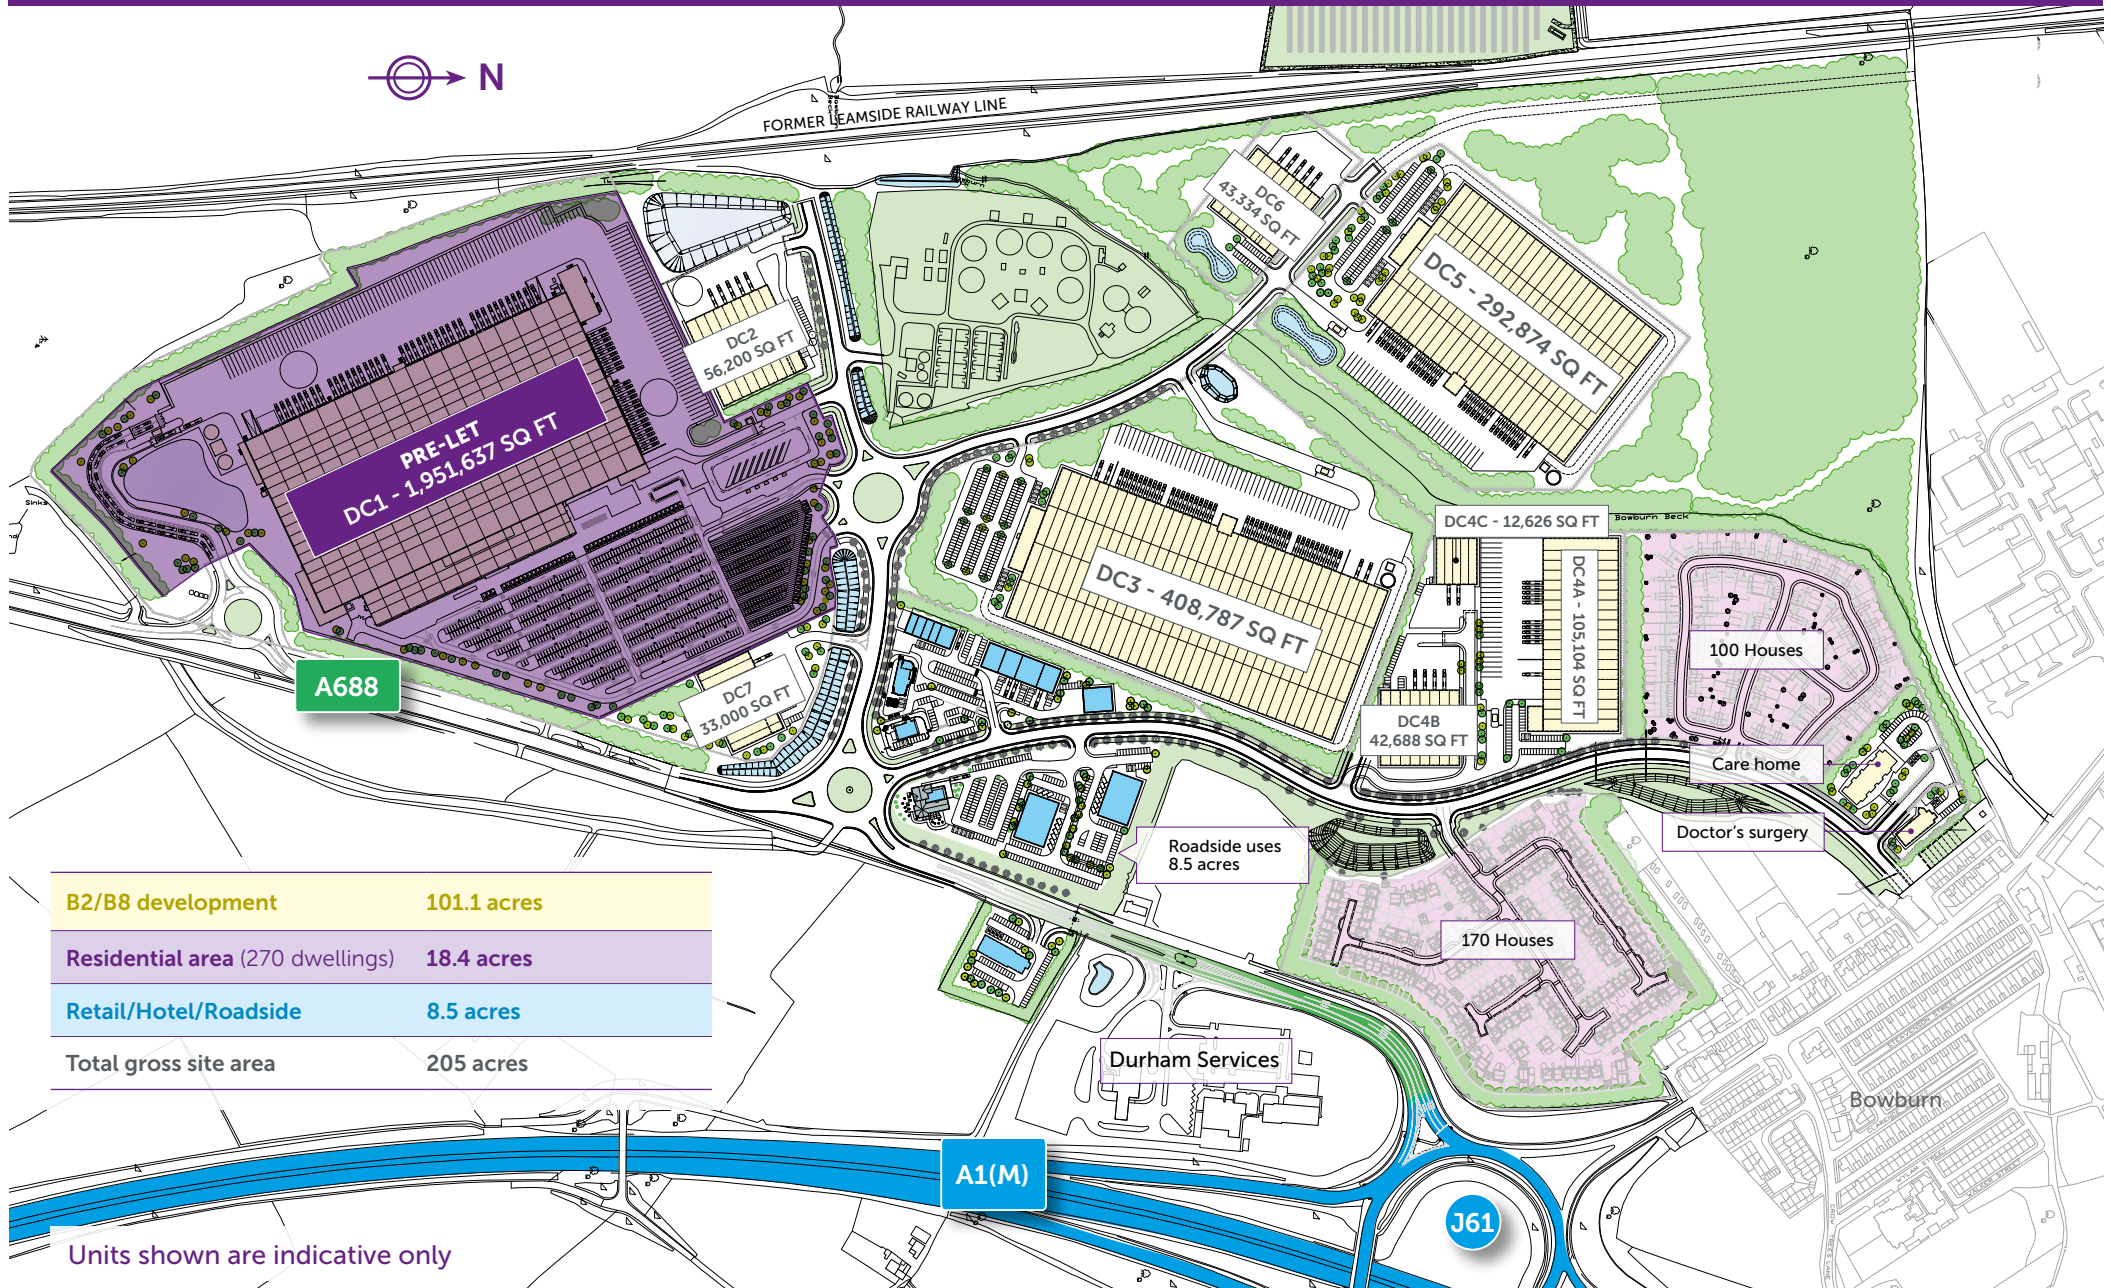 N
FORMER LEAMSIDE RAILWAY LINE
DC6
43,334 SQ FT
DC5 - 292,874 SQ FT
DC2
56,200 SQ FT
PRE-LET
DC1 - 1,951,637 SQ FT
Sinks
DC4C - 12,626 SQ FT
Bowburn Beck
DC3 - 408,787 SQ FT
DC4A - 105,104 SQ FT
100 Houses
A688
DC7
33,000 SQ FT
DC4B
42,688 SQ FT
Care home
Doctor's surgery
Roadside uses
8.5 acres
B2/B8 development 101.1 acres
Residential area (270 dwellings) 18.4 acres
Retail/Hotel/Roadside 8.5 acres
Total gross site area 205 acres
170 Houses
Durham Services
Bowburn
A1(M)
J61
Units shown are indicative only